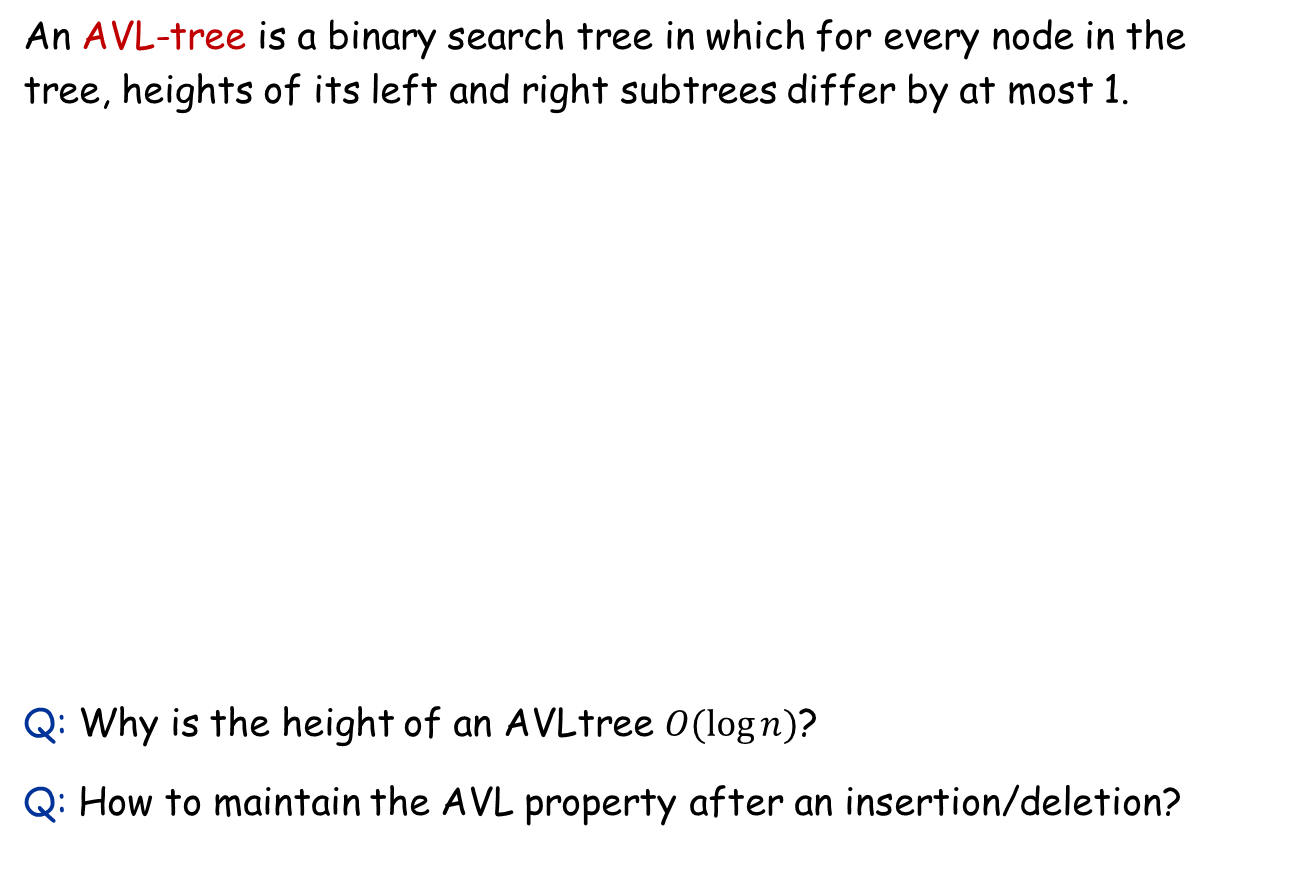 An AVL-tree is a binary search tree in which for every node in the
tree, heights of its left and right subtrees differ by at most 1.
Q: Why is the height of an AVLtree O(log n)?
Q: How to maintain the AVL property after an insertion/deletion?